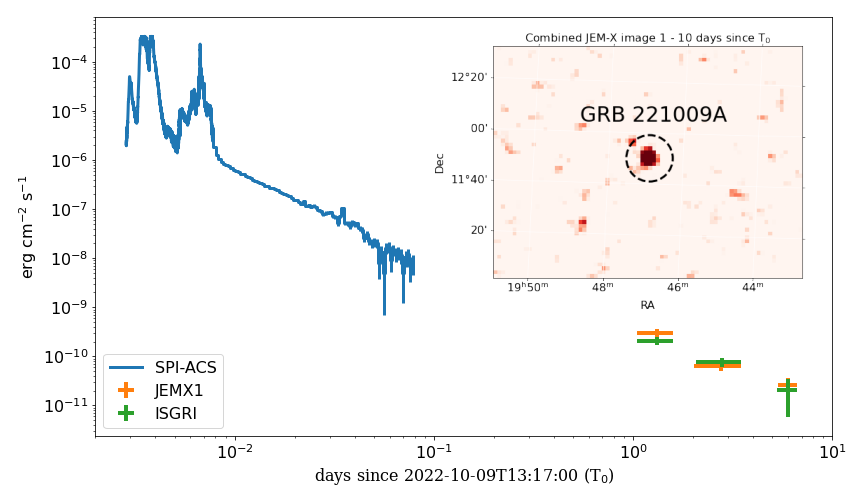 Combined JEM-X image 1 - 10 days since T₀
12°20'
00'
11°40'
20'
Dec
GRB 221009A
19ʰ50ᵐ 48ᵐ 46ᵐ 44ᵐ
RA
erg cm⁻² s⁻¹
10⁻⁴
10⁻⁵
10⁻⁶
10⁻⁷
10⁻⁸
10⁻⁹
10⁻¹⁰
10⁻¹¹
SPI-ACS
JEMX1
ISGRI
10⁻² 10⁻¹ 10⁰ 10¹
days since 2022-10-09T13:17:00 (T₀)